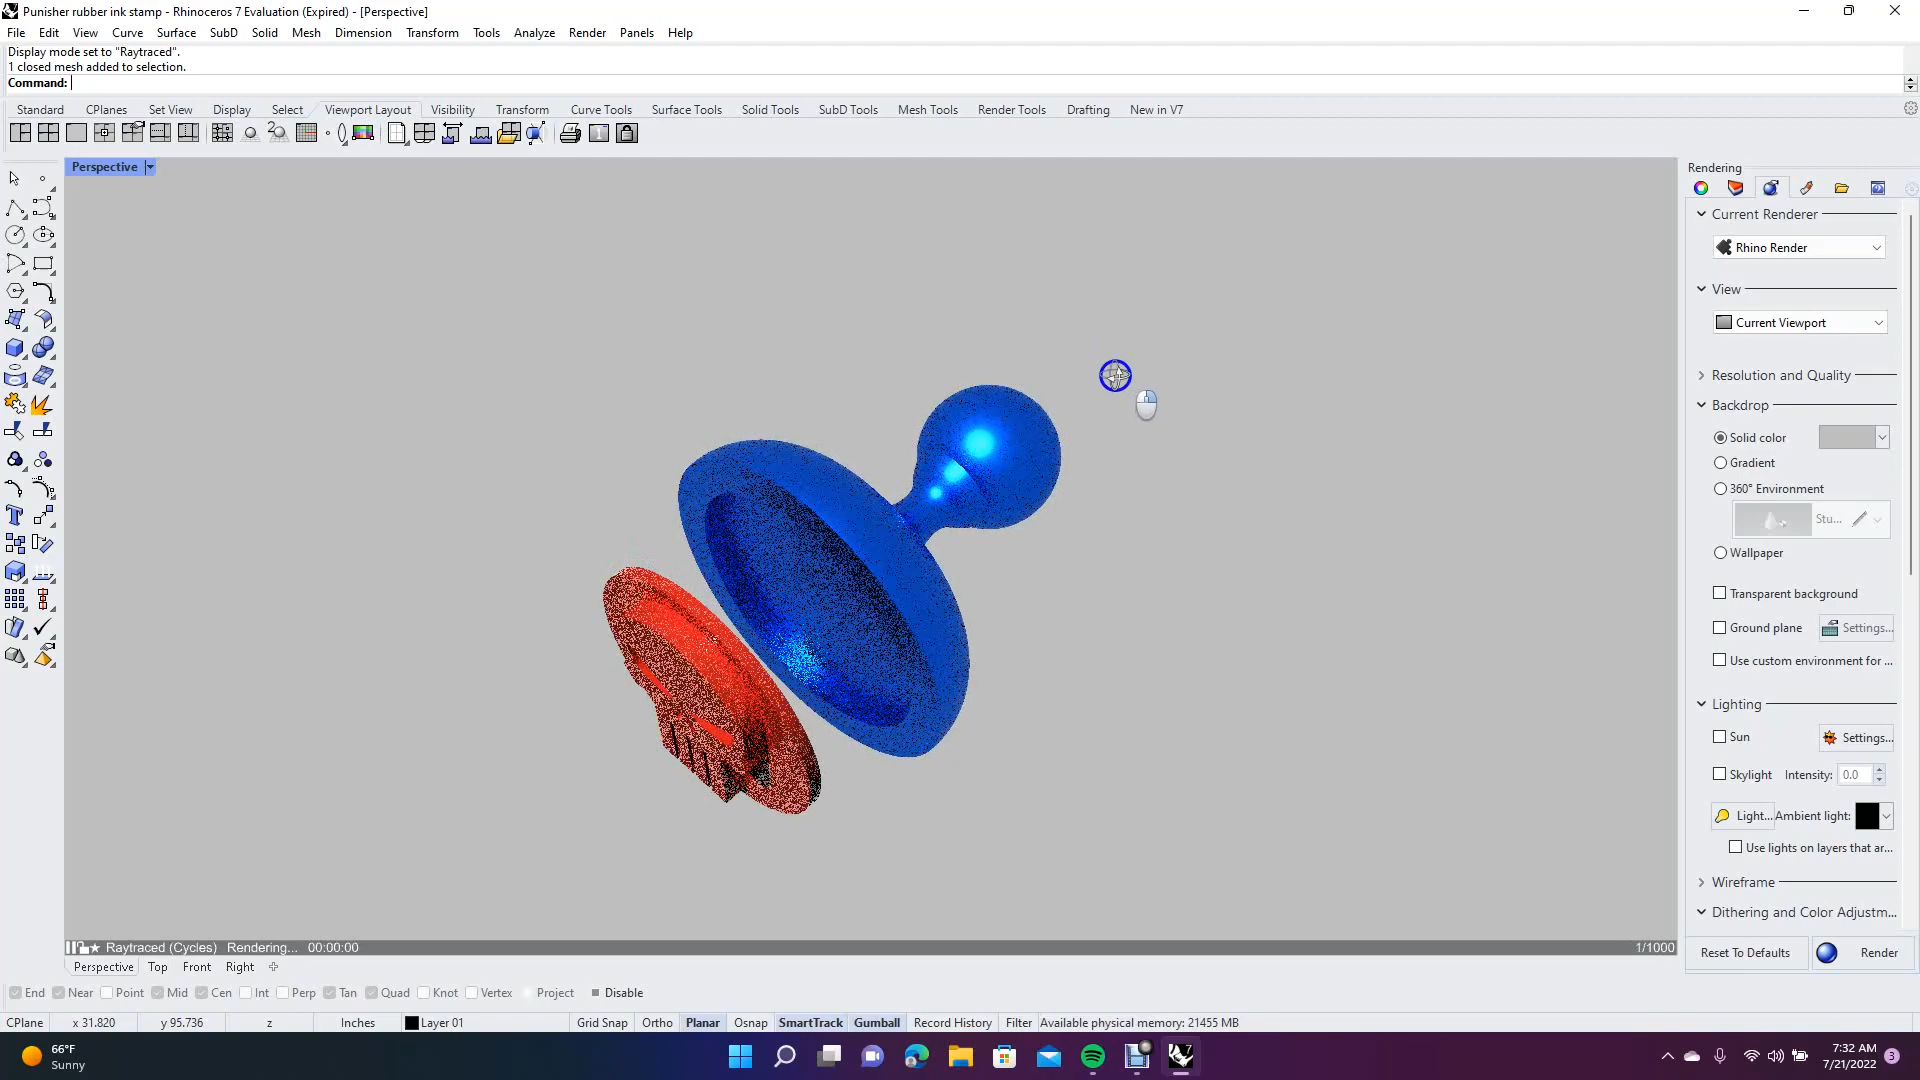 Punisher rubber ink stamp - Rhinoceros 7 Evaluation (Expired) - [Perspective]
File Edit View Curve Surface SubD Solid Mesh Dimension Transform Tools Analyze Render Panels Help
Display mode set to "Raytraced".
1 closed mesh added to selection.
Command:
Standard CPlanes Set View Display Select Viewport Layout Visibility Transform Curve Tools Surface Tools Solid Tools SubD Tools Mesh Tools Render Tools Drafting New in V7
Perspective
Rendering
Current Renderer
Rhino Render
View
Current Viewport
Resolution and Quality
Backdrop
Solid color
Gradient
360° Environment
Stu...
Wallpaper
Transparent background
Ground plane Settings...
Use custom environment for ...
Lighting
Sun Settings...
Skylight Intensity: 0.0
Light... Ambient light:
Use lights on layers that ar...
Wireframe
Dithering and Color Adjustm...
Reset To Defaults Render
Raytraced (Cycles) Rendering... 00:00:00 1/1000
Perspective Top Front Right
End Near Point Mid Cen Int Perp Tan Quad Knot Vertex Project Disable
CPlane x 31.820 y 95.736 z Inches Layer 01 Grid Snap Ortho Planar Osnap SmartTrack Gumball Record History Filter Available physical memory: 21455 MB
66°F
Sunny
7:32 AM
7/21/2022 3